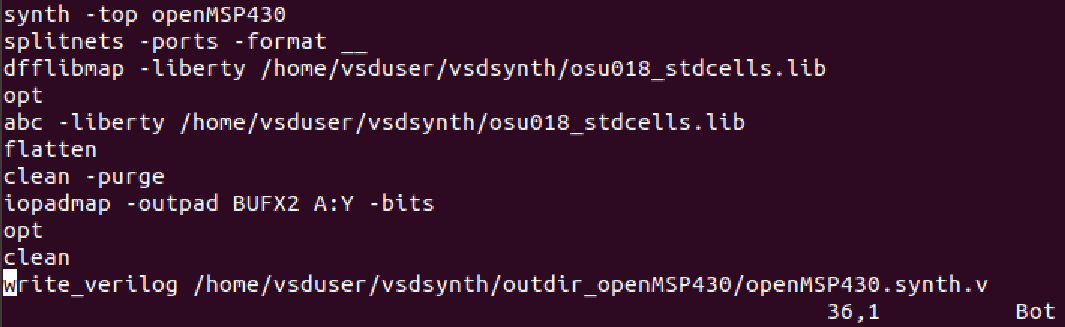 synth -top openMSP430
splitnets -ports -format __
dfflibmap -liberty /home/vsduser/vsdsynth/osu018_stdcells.lib
opt
abc -liberty /home/vsduser/vsdsynth/osu018_stdcells.lib
flatten
clean -purge
iopadmap -outpad BUFX2 A:Y -bits
opt
clean
write_verilog /home/vsduser/vsdsynth/outdir_openMSP430/openMSP430.synth.v
36,1 Bot